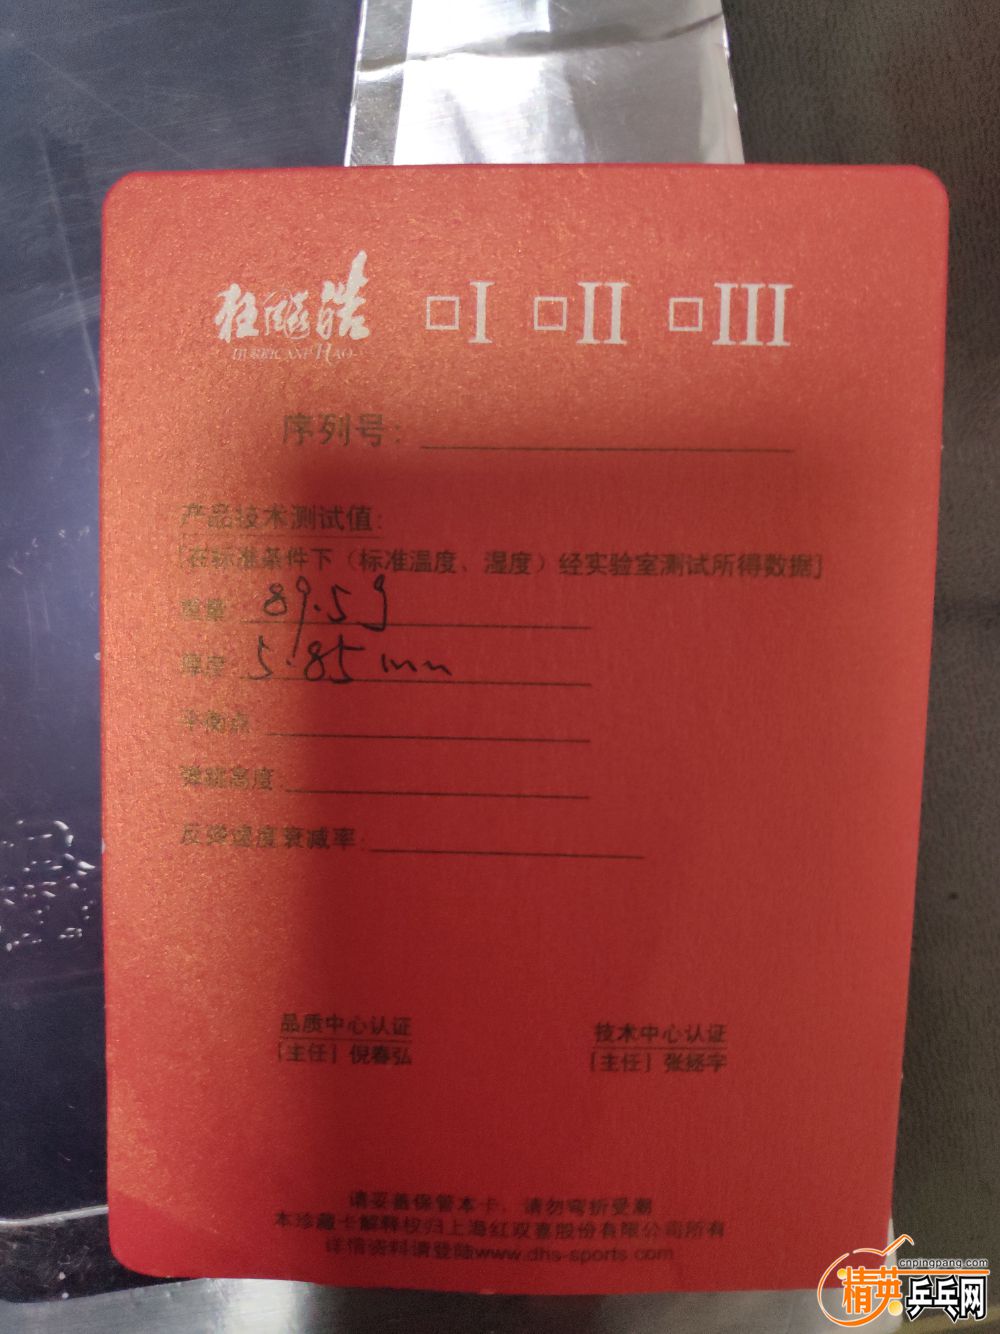 狂飚皓 □I □II □III
HURRICANE HAO
序列号:
产品技术测试值:
[在标准条件下（标准温度、湿度）经实验室测试所得数据]
重量 89.5g
厚度 5.85mm
平衡点
弹跳高度:
反弹速度衰减率:
品质中心认证 技术中心认证
[主任] 倪春弘 [主任] 张继宇
请妥善保管本卡，请勿弯折受潮
本珍藏卡解释权归上海红双喜股份有限公司所有
详情资料请登陆www.dhs-sports.com
cnpingpang.com
精英乒乓网